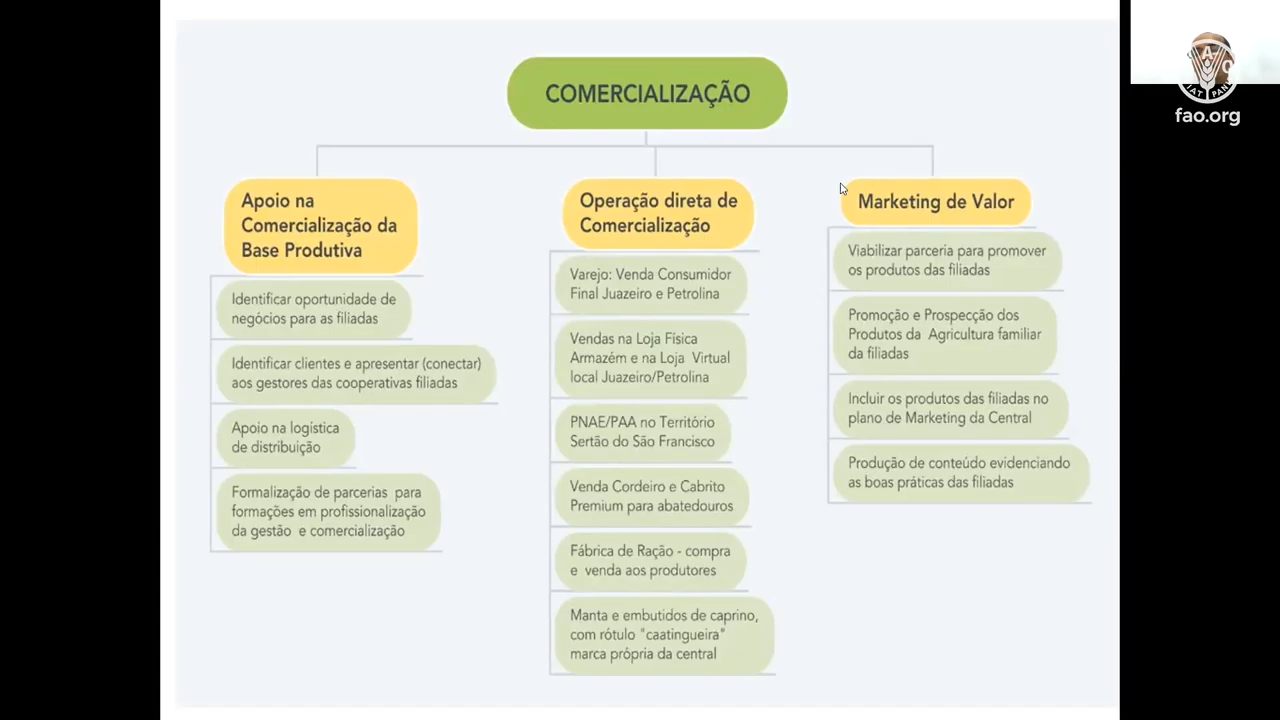 COMERCIALIZAÇÃO
Apoio na
Comercialização da
Base Produtiva
Identificar oportunidade de
negócios para as filiadas
Identificar clientes e apresentar (conectar)
aos gestores das cooperativas filiadas
Apoio na logística
de distribuição
Formalização de parcerias para
formações em profissionalização
da gestão e comercialização
Operação direta de
Comercialização
Varejo: Venda Consumidor
Final Juazeiro e Petrolina
Vendas na Loja Física
Armazém e na Loja Virtual
local Juazeiro/Petrolina
PNAE/PAA no Território
Sertão do São Francisco
Venda Cordeiro e Cabrito
Premium para abatedouros
Fábrica de Ração - compra
e venda aos produtores
Manta e embutidos de caprino,
com rótulo "caatingueira"
marca própria da central
Marketing de Valor
Viabilizar parceria para promover
os produtos das filiadas
Promoção e Prospecção dos
Produtos da Agricultura familiar
da filiadas
Incluir os produtos das filiadas no
plano de Marketing da Central
Produção de conteúdo evidenciando
as boas práticas das filiadas
fao.org